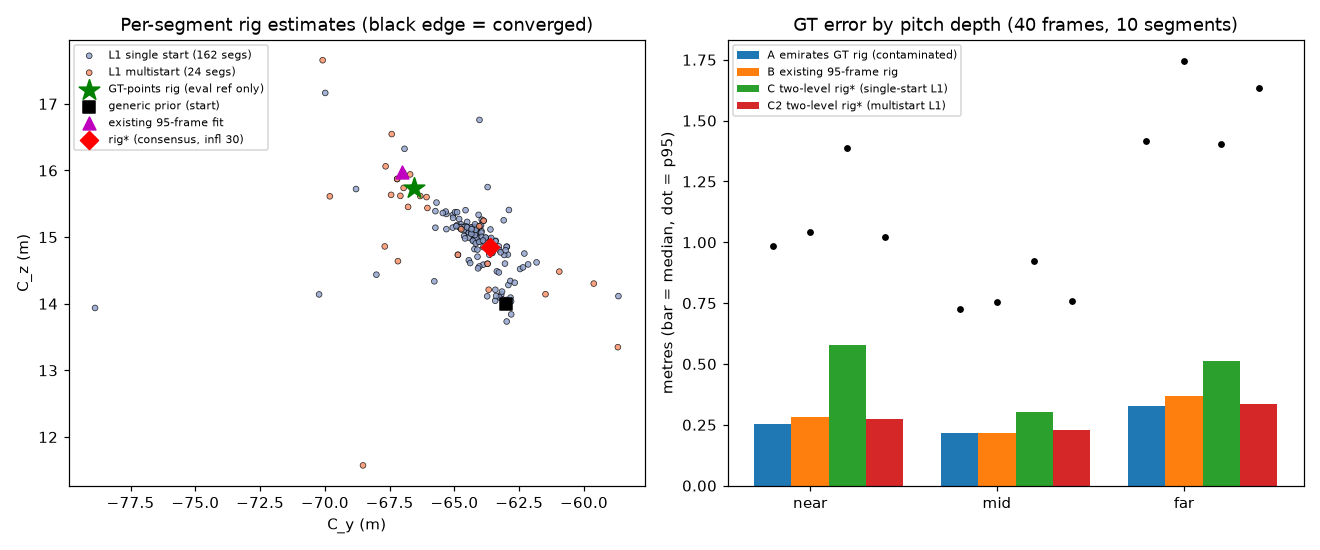 Per-segment rig estimates (black edge = converged)
L1 single start (162 segs)
L1 multistart (24 segs)
GT-points rig (eval ref only)
generic prior (start)
existing 95-frame fit
rig* (consensus, infl 30)
C_z (m)
17
16
15
14
13
12
−77.5
−75.0
−72.5
−70.0
−67.5
−65.0
−62.5
−60.0
C_y (m)
GT error by pitch depth (40 frames, 10 segments)
A emirates GT rig (contaminated)
B existing 95-frame rig
C two-level rig* (single-start L1)
C2 two-level rig* (multistart L1)
metres (bar = median, dot = p95)
1.75
1.50
1.25
1.00
0.75
0.50
0.25
0.00
near
mid
far